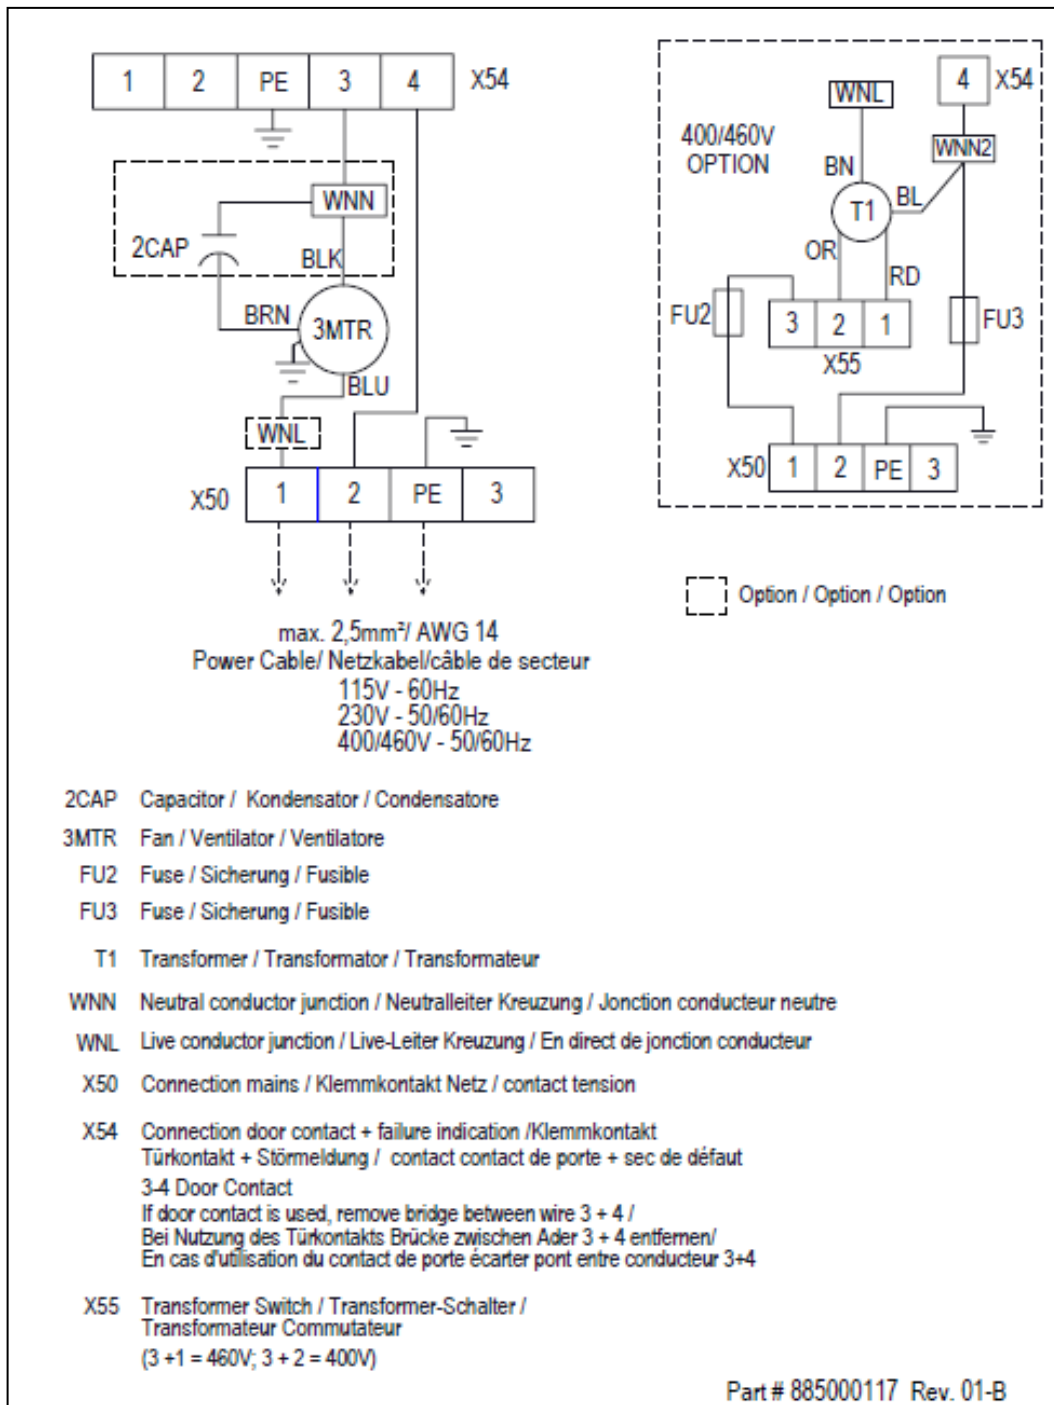 1 2 PE 3 4 X54
WNN
2CAP
BLK
BRN
3MTR
BLU
WNL
X50 1 2 PE 3
max. 2,5mm²/ AWG 14
Power Cable/ Netzkabel/câble de secteur
115V - 60Hz
230V - 50/60Hz
400/460V - 50/60Hz
400/460V
OPTION
WNL
4 X54
WNN2
BN
BL
T1
OR
RD
FU2
3 2 1
FU3
X55
X50 1 2 PE 3
Option / Option / Option
2CAP Capacitor / Kondensator / Condensatore
3MTR Fan / Ventilator / Ventilatore
FU2 Fuse / Sicherung / Fusible
FU3 Fuse / Sicherung / Fusible
T1 Transformer / Transformator / Transformateur
WNN Neutral conductor junction / Neutralleiter Kreuzung / Jonction conducteur neutre
WNL Live conductor junction / Live-Leiter Kreuzung / En direct de jonction conducteur
X50 Connection mains / Klemmkontakt Netz / contact tension
X54 Connection door contact + failure indication /Klemmkontakt
Türkontakt + Störmeldung / contact contact de porte + sec de défaut
3-4 Door Contact
If door contact is used, remove bridge between wire 3 + 4 /
Bei Nutzung des Türkontakts Brücke zwischen Ader 3 + 4 entfernen/
En cas d'utilisation du contact de porte écarter pont entre conducteur 3+4
X55 Transformer Switch / Transformer-Schalter /
Transformateur Commutateur
(3 +1 = 460V; 3 + 2 = 400V)
Part # 885000117 Rev. 01-B